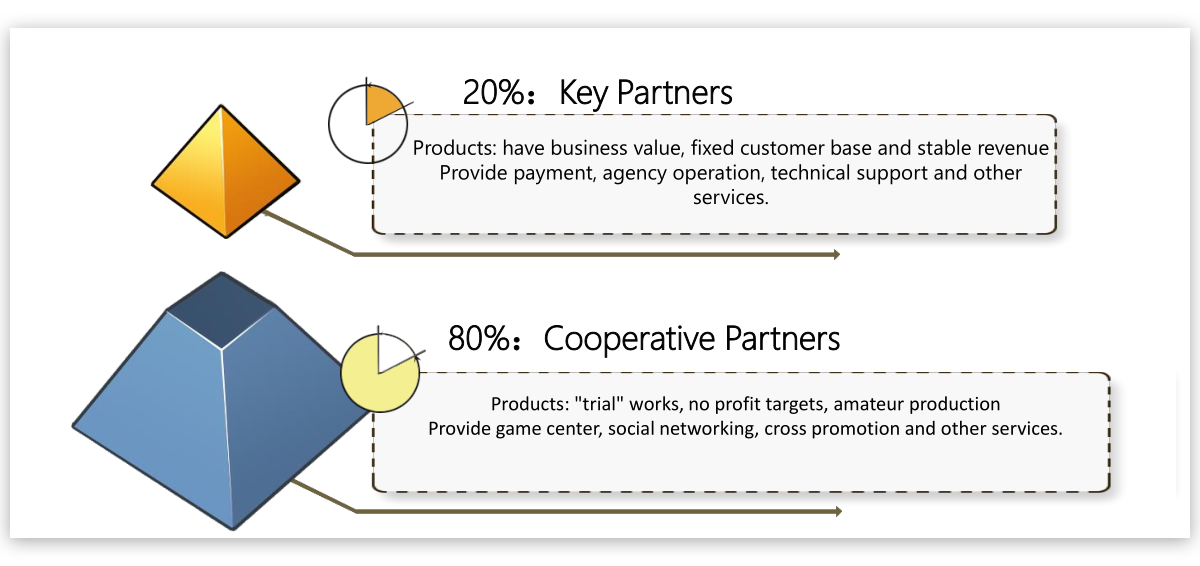 20%：Key Partners
Products: have business value, fixed customer base and stable revenue
Provide payment, agency operation, technical support and other
services.
80%：Cooperative Partners
Products: "trial" works, no profit targets, amateur production
Provide game center, social networking, cross promotion and other services.